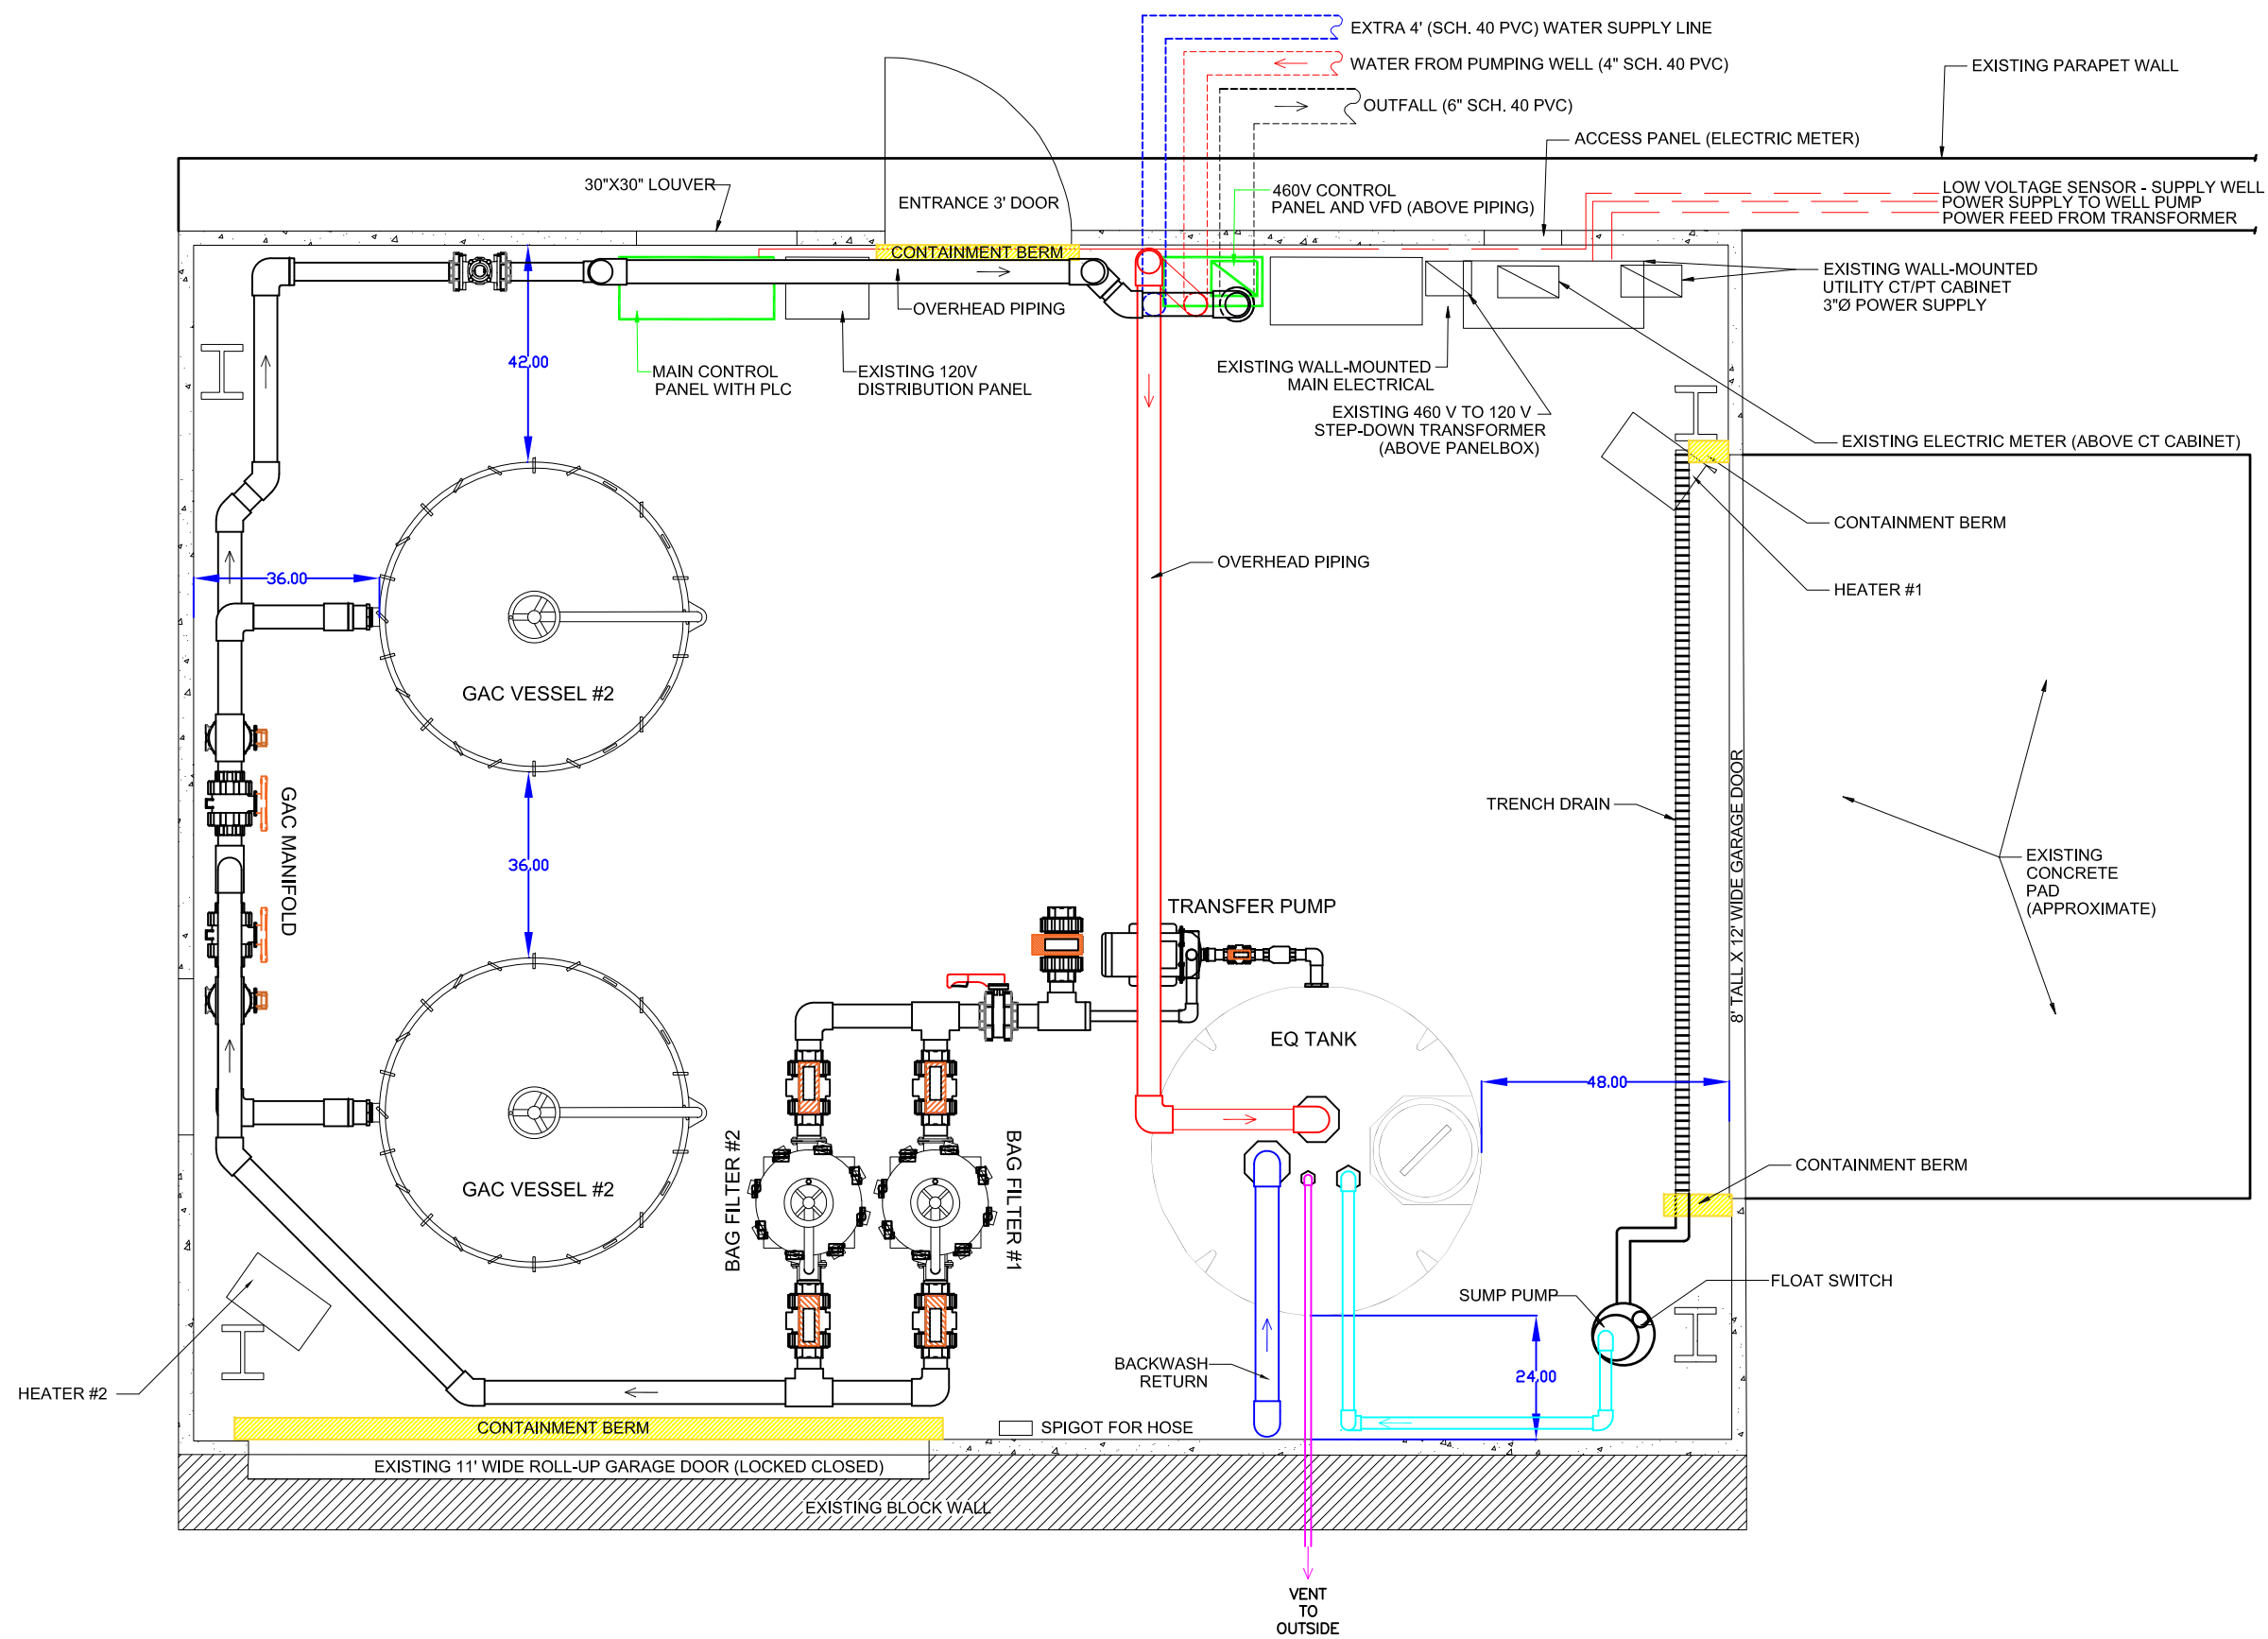 EXTRA 4' (SCH. 40 PVC) WATER SUPPLY LINE
WATER FROM PUMPING WELL (4" SCH. 40 PVC)
EXISTING PARAPET WALL
OUTFALL (6" SCH. 40 PVC)
ACCESS PANEL (ELECTRIC METER)
30"X30" LOUVER
ENTRANCE 3' DOOR
460V CONTROL
PANEL AND VFD (ABOVE PIPING)
LOW VOLTAGE SENSOR - SUPPLY WELL
POWER SUPPLY TO WELL PUMP
POWER FEED FROM TRANSFORMER
CONTAINMENT BERM
OVERHEAD PIPING
EXISTING WALL-MOUNTED
UTILITY CT/PT CABINET
3"Ø POWER SUPPLY
42.00
MAIN CONTROL
PANEL WITH PLC
EXISTING 120V
DISTRIBUTION PANEL
EXISTING WALL-MOUNTED
MAIN ELECTRICAL
EXISTING 460 V TO 120 V
STEP-DOWN TRANSFORMER
(ABOVE PANELBOX)
EXISTING ELECTRIC METER (ABOVE CT CABINET)
CONTAINMENT BERM
36.00
OVERHEAD PIPING
HEATER #1
GAC VESSEL #2
GAC MANIFOLD
TRENCH DRAIN
8' TALL X 12' WIDE GARAGE DOOR
36.00
EXISTING
CONCRETE
PAD
(APPROXIMATE)
TRANSFER PUMP
EQ TANK
48.00
BAG FILTER #2
BAG FILTER #1
CONTAINMENT BERM
GAC VESSEL #2
FLOAT SWITCH
SUMP PUMP
BACKWASH
RETURN
24.00
HEATER #2
CONTAINMENT BERM
SPIGOT FOR HOSE
EXISTING 11' WIDE ROLL-UP GARAGE DOOR (LOCKED CLOSED)
EXISTING BLOCK WALL
VENT
TO
OUTSIDE